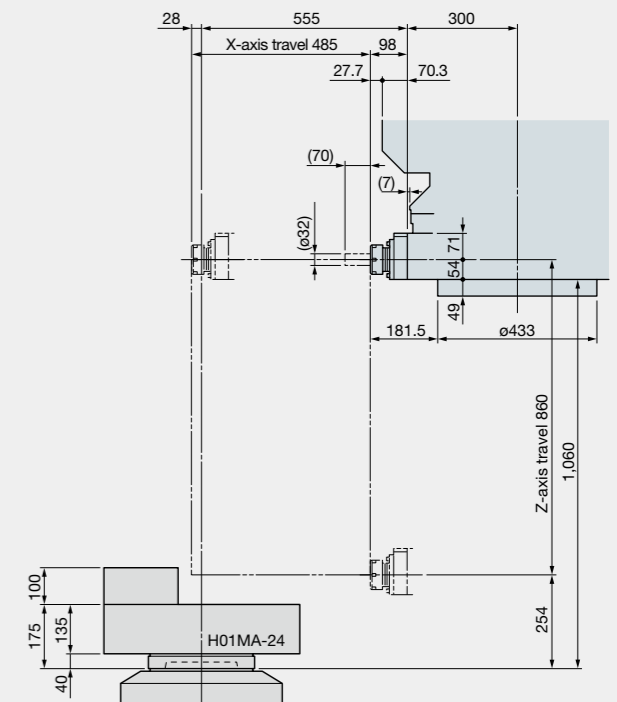 28 555 300
X-axis travel 485 98
27.7 70.3
(70)
(7)
(ø32)
71
54
49
181.5 ø433
Z-axis travel 860
1,060
100
175
135
H01MA-24
254
40